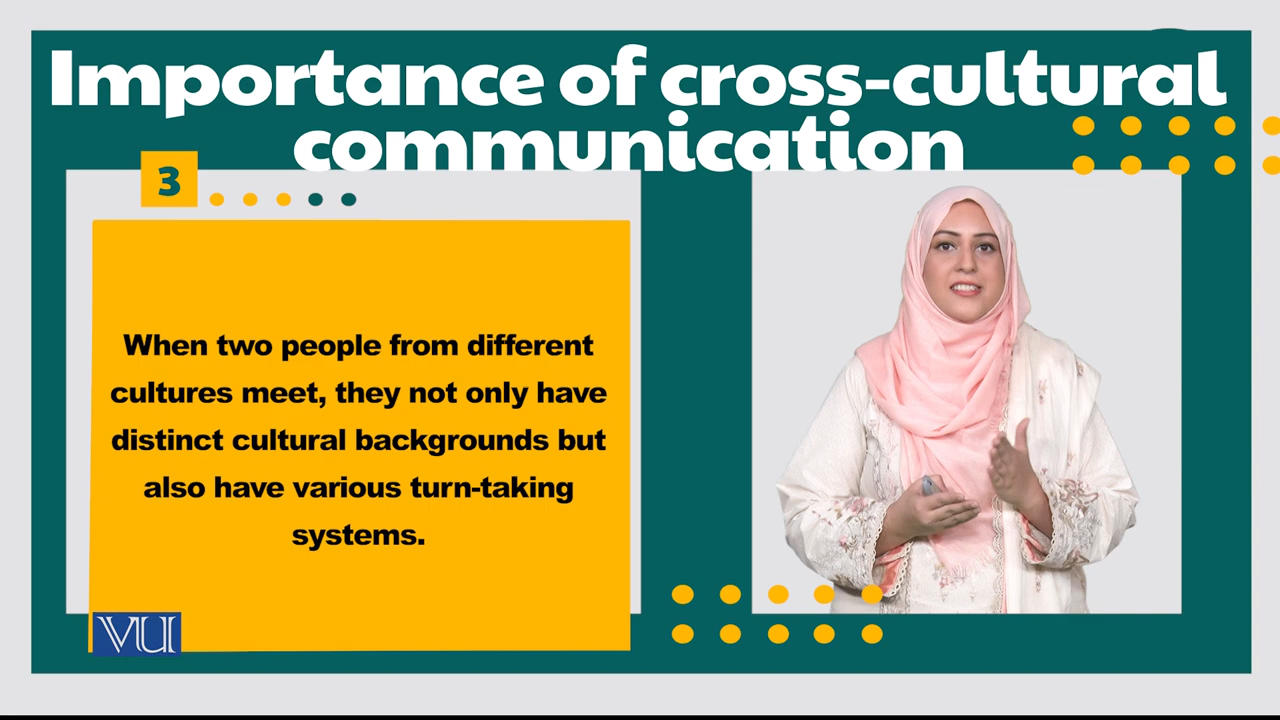 Importance of cross-cultural
communication
3
When two people from different
cultures meet, they not only have
distinct cultural backgrounds but
also have various turn-taking
systems.
VU